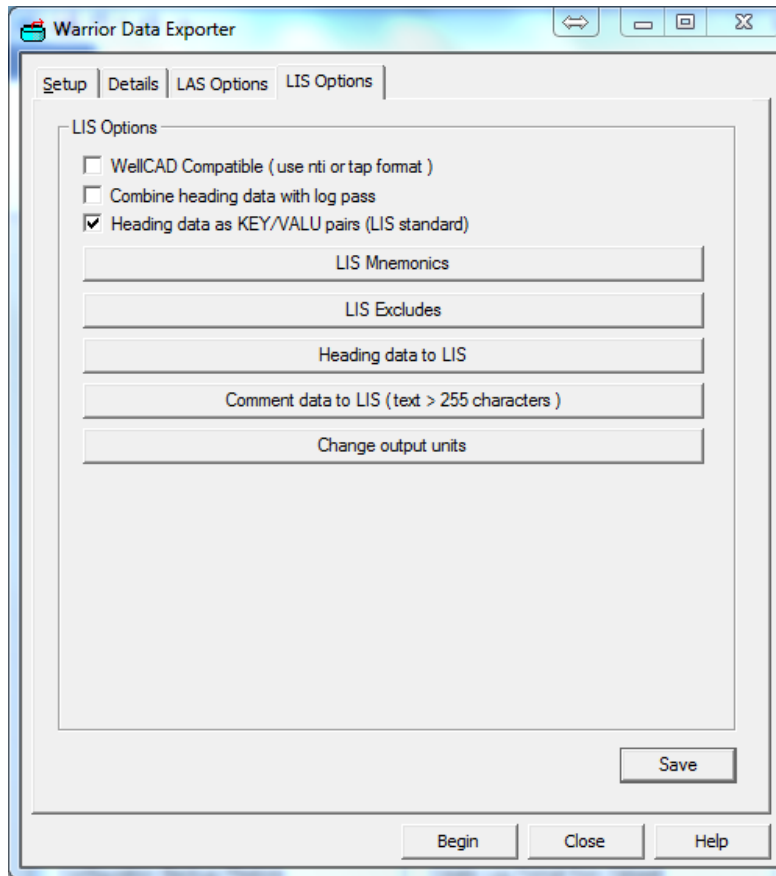 Warrior Data Exporter
Setup Details LAS Options LIS Options
LIS Options
WellCAD Compatible ( use nti or tap format )
Combine heading data with log pass
Heading data as KEY/VALU pairs (LIS standard)
LIS Mnemonics
LIS Excludes
Heading data to LIS
Comment data to LIS ( text > 255 characters )
Change output units
Save
Begin Close Help